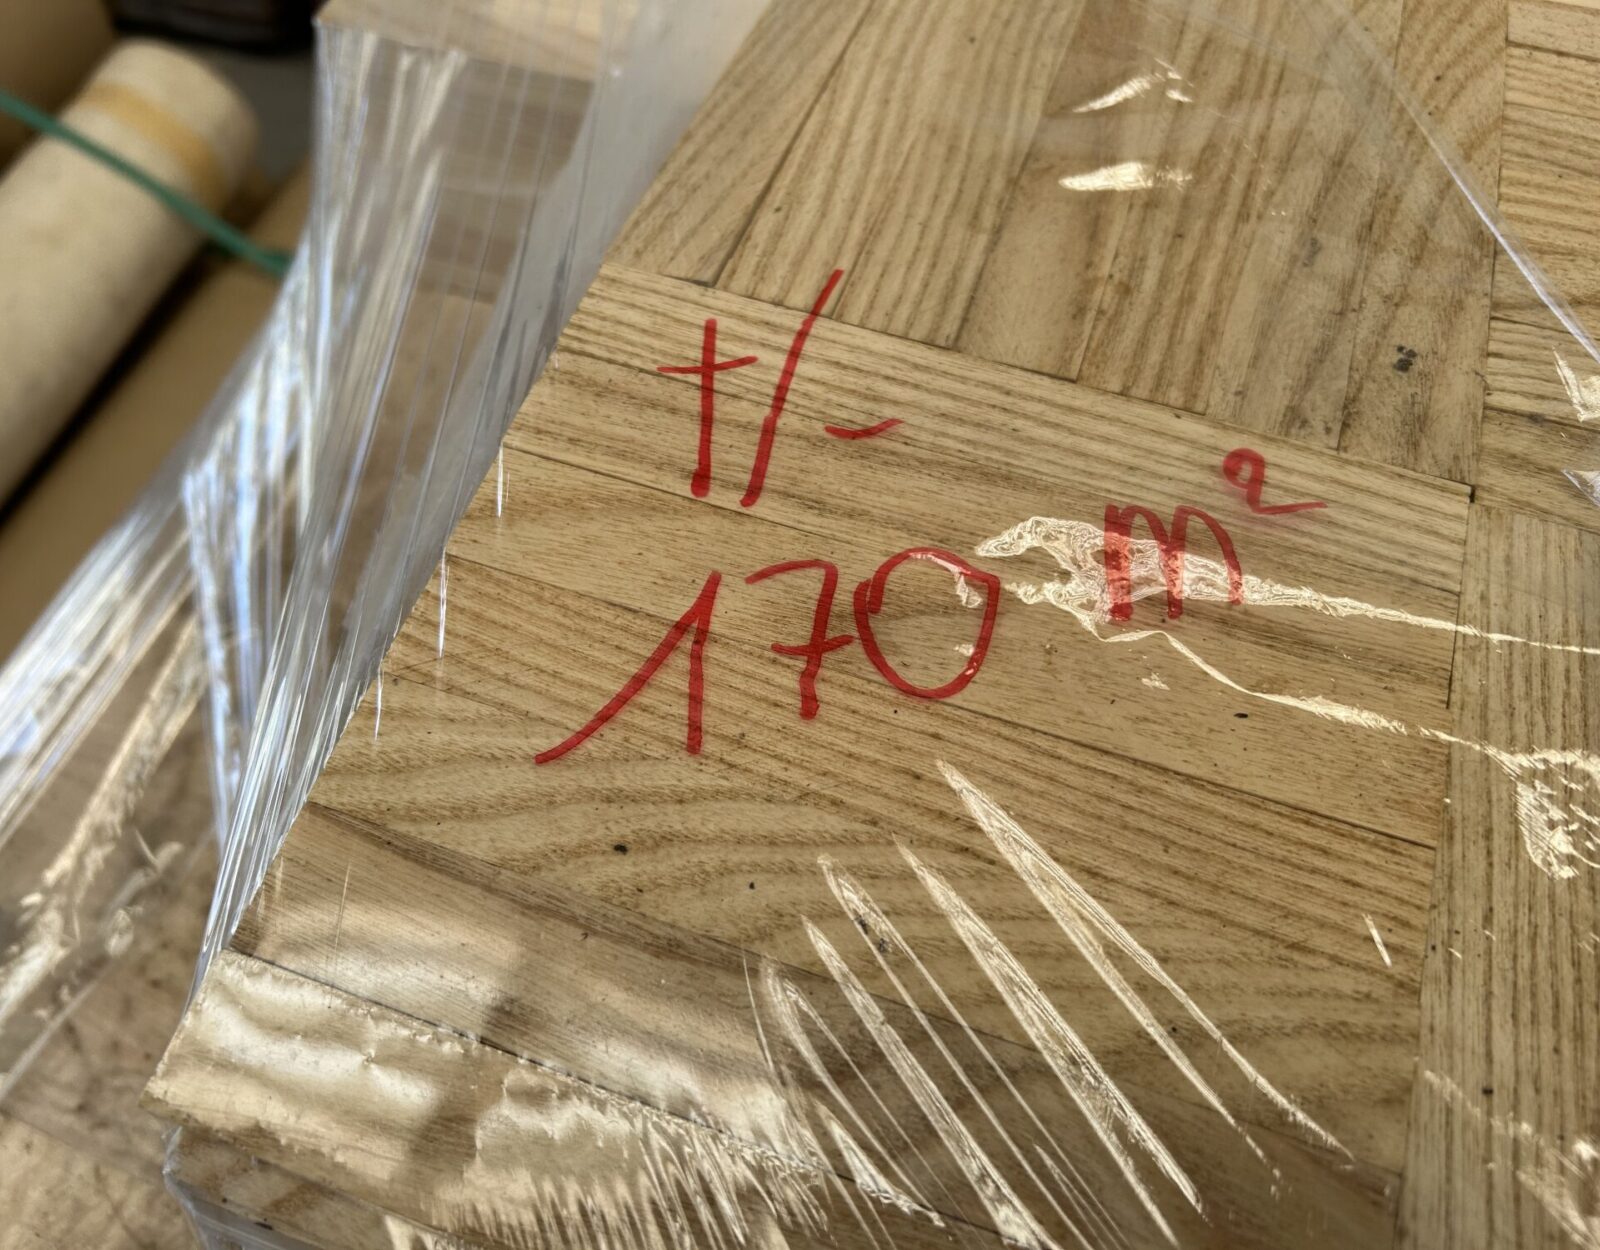 +/-
170 m²